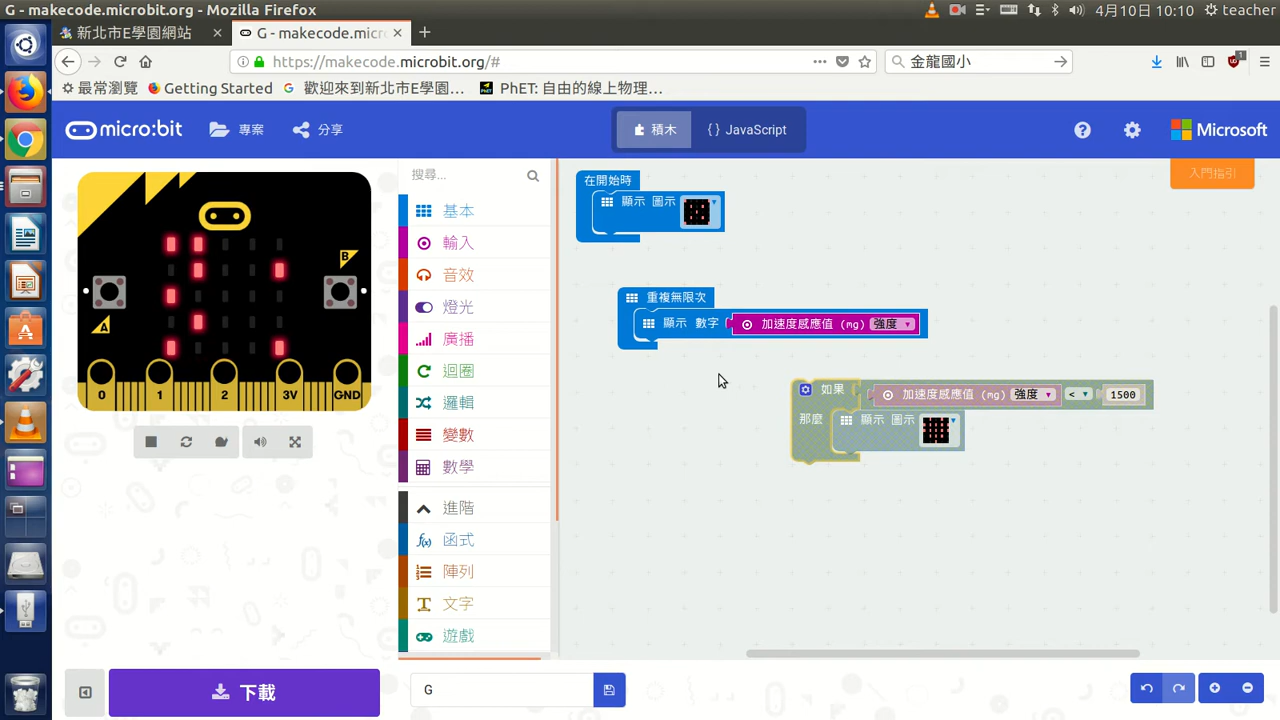 G - makecode.microbit.org - Mozilla Firefox
4月10日 10:10 teacher
新北市E學園網站
G - makecode.micro
https://makecode.microbit.org/#
金龍國小
最常瀏覽
Getting Started
歡迎來到新北市E學園…
PhET: 自由的線上物理…
micro:bit
專案
分享
積木
{ } JavaScript
Microsoft
搜尋...
入門指引
基本
輸入
音效
燈光
廣播
迴圈
邏輯
變數
數學
進階
函式
陣列
文字
遊戲
B
A
0 1 2 3V GND
在開始時
顯示 圖示
重複無限次
顯示 數字 加速度感應值 (mg) 強度
如果 加速度感應值 (mg) 強度 < 1500
那麼 顯示 圖示
下載
G